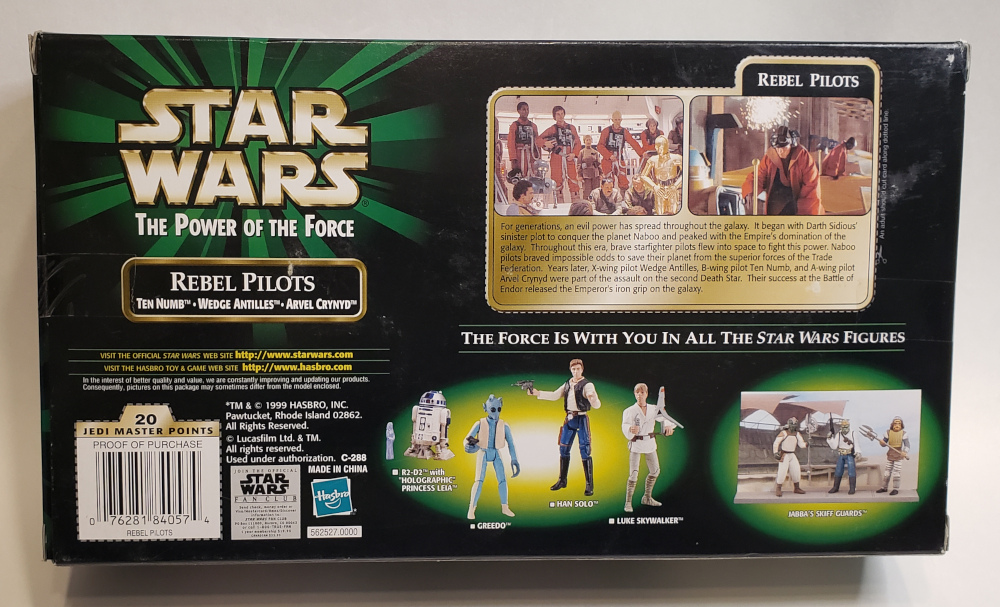 STAR
WARS®
THE POWER OF THE FORCE
REBEL PILOTS
TEN NUMB™ • WEDGE ANTILLES™ • ARVEL CRYNYD™
VISIT THE OFFICIAL STAR WARS WEB SITE http://www.starwars.com
VISIT THE HASBRO TOY & GAME WEB SITE http://www.hasbro.com
In the interest of better quality and value, we are constantly improving and updating our products.
Consequently, pictures on this package may sometimes differ from the model enclosed.
20
JEDI MASTER POINTS
PROOF OF PURCHASE
0 76281 84057 4
REBEL PILOTS
*TM & © 1999 HASBRO, INC.
Pawtucket, Rhode Island 02862.
All Rights reserved.
© Lucasfilm Ltd. & TM.
All rights reserved.
Used under authorization. C-288
JOIN THE OFFICIAL
STAR
WARS
FAN CLUB
MADE IN CHINA
Hasbro
562527.0000
REBEL PILOTS
An adult should cut card along dotted line
For generations, an evil power has spread throughout the galaxy. It began with Darth Sidious'
sinister plot to conquer the planet Naboo and peaked with the Empire's domination of the
galaxy. Throughout this era, brave starfighter pilots flew into space to fight this power. Naboo
pilots braved impossible odds to save their planet from the superior forces of the Trade
Federation. Years later, X-wing pilot Wedge Antilles, B-wing pilot Ten Numb, and A-wing pilot
Arvel Crynyd were part of the assault on the second Death Star. Their success at the Battle of
Endor released the Emperor's iron grip on the galaxy.
THE FORCE IS WITH YOU IN ALL THE STAR WARS FIGURES
R2-D2™ with
"HOLOGRAPHIC"
PRINCESS LEIA™
GREEDO™
HAN SOLO™
LUKE SKYWALKER™
JABBA'S SKIFF GUARDS™